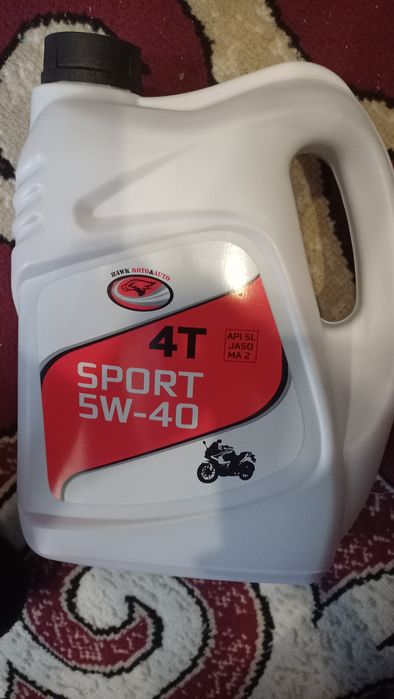 HAWK MOTO&AUTO
4T
API SL
JASO
MA 2
SPORT
5W-40